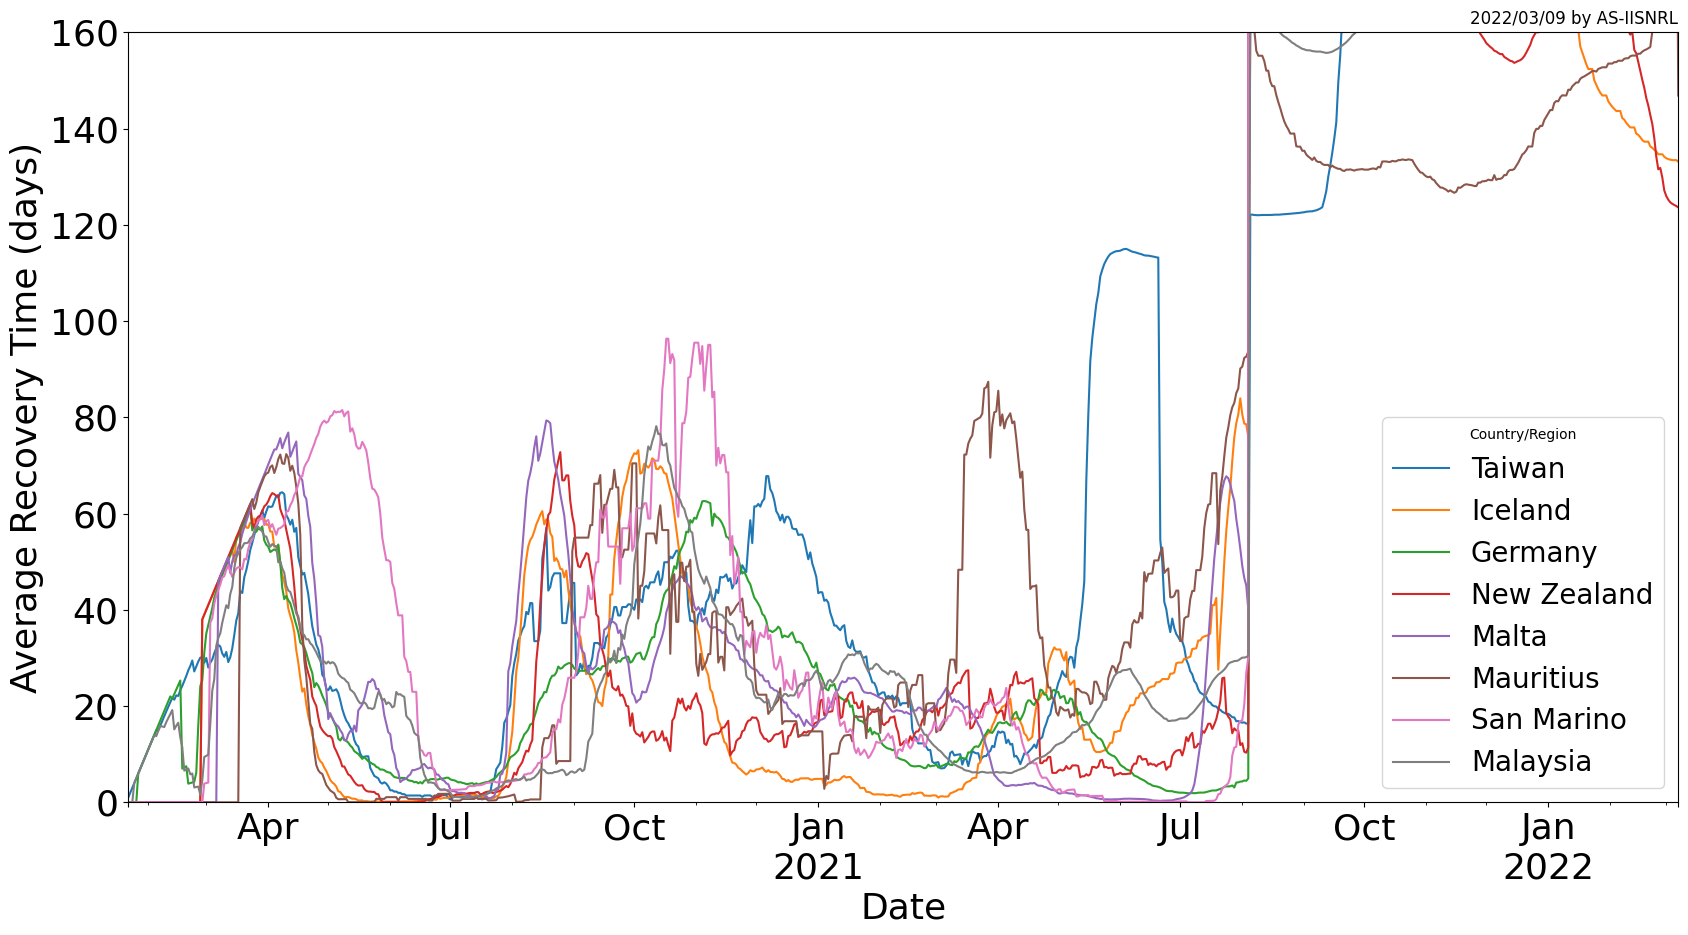 2022/03/09 by AS-IISNRL
160
140
120
100
80
60
40
20
0
Average Recovery Time (days)
Country/Region
Taiwan
Iceland
Germany
New Zealand
Malta
Mauritius
San Marino
Malaysia
Apr
Jul
Oct
Jan
2021
Apr
Jul
Oct
Jan
2022
Date